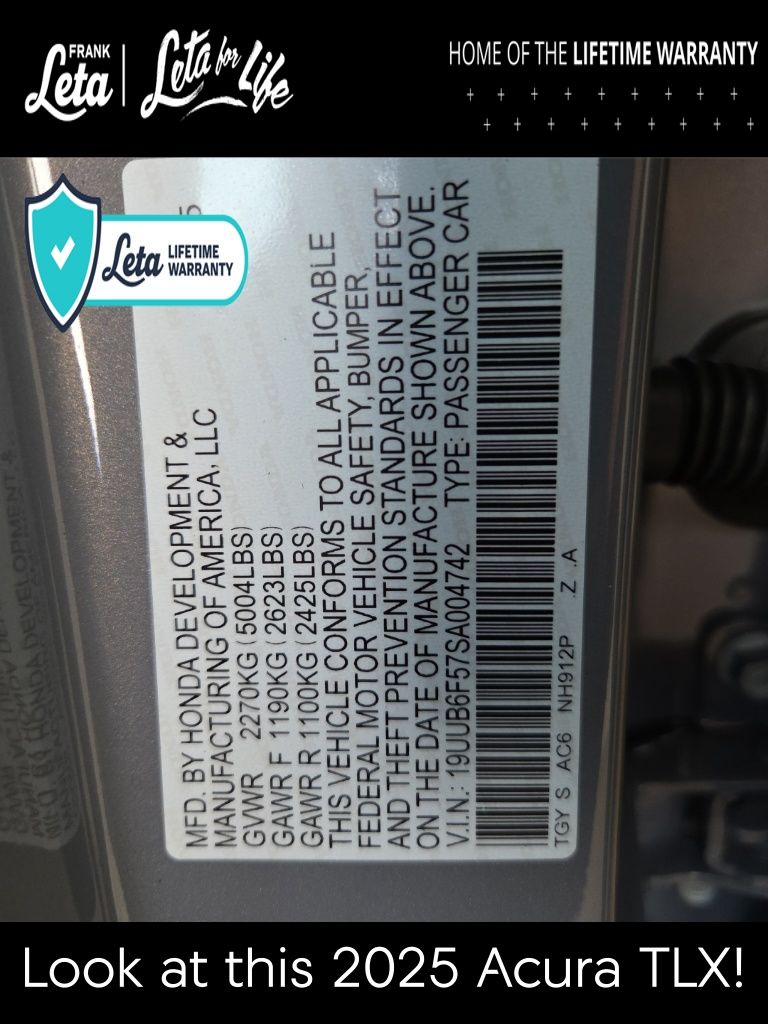 FRANK
Leta
Leta for Life
HOME OF THE LIFETIME WARRANTY
Leta LIFETIME
WARRANTY
MFD. BY HONDA DEVELOPMENT &
MANUFACTURING OF AMERICA, LLC
GVWR 2270KG (5004LBS)
GAWR F 1190KG (2623LBS)
GAWR R 1100KG (2425LBS)
THIS VEHICLE CONFORMS TO ALL APPLICABLE
FEDERAL MOTOR VEHICLE SAFETY, BUMPER,
AND THEFT PREVENTION STANDARDS IN EFFECT
ON THE DATE OF MANUFACTURE SHOWN ABOVE.
V.I.N.: 19UUB6F57SA004742 TYPE: PASSENGER CAR
TGY S AC6 NH912P .Z .A
Look at this 2025 Acura TLX!